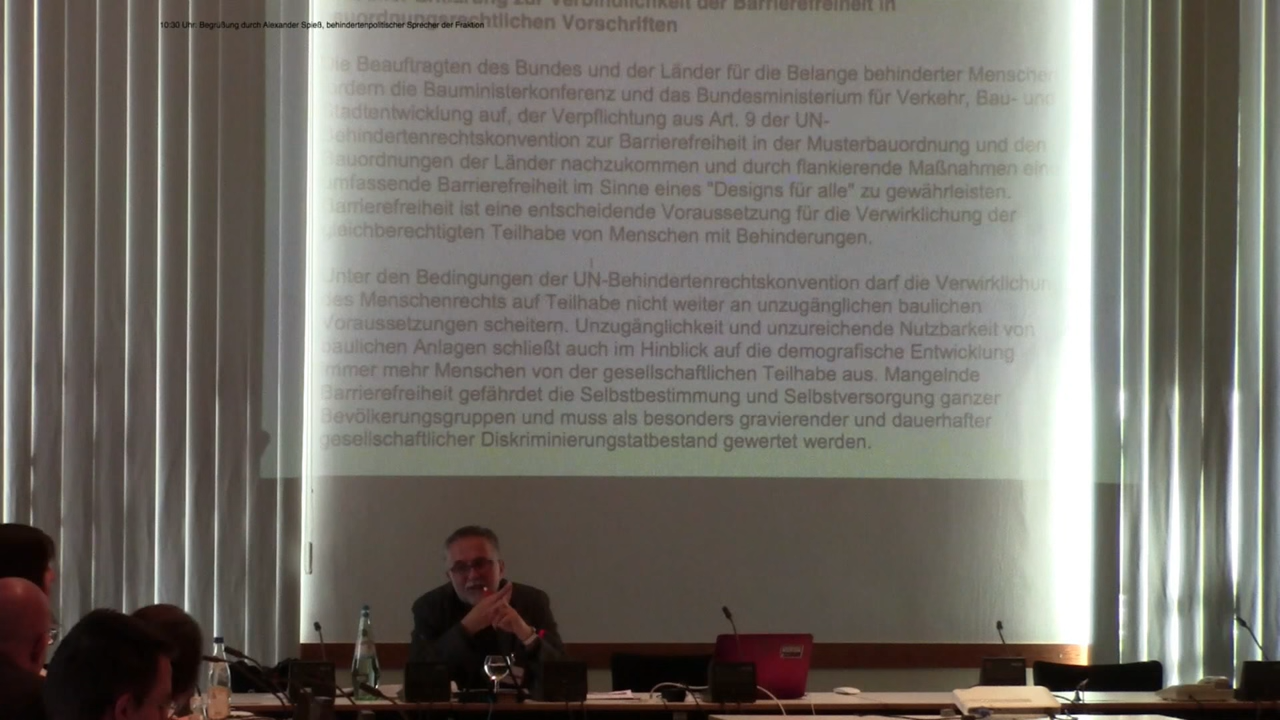 10:30 Uhr: Begrüßung durch Alexander Spieß, behindertenpolitischer Sprecher der Fraktion
zur Verbindlichkeit der Barrierefreiheit in
Vorschriften
Die Beauftragten des Bundes und der Länder für die Belange behinderter Menschen
fordern die Bauministerkonferenz und das Bundesministerium für Verkehr, Bau- und
Stadtentwicklung auf, der Verpflichtung aus Art. 9 der UN-
Behindertenrechtskonvention zur Barrierefreiheit in der Musterbauordnung und den
Bauordnungen der Länder nachzukommen und durch flankierende Maßnahmen eine
umfassende Barrierefreiheit im Sinne eines "Designs für alle" zu gewährleisten.
Barrierefreiheit ist eine entscheidende Voraussetzung für die Verwirklichung der
gleichberechtigten Teilhabe von Menschen mit Behinderungen.
Unter den Bedingungen der UN-Behindertenrechtskonvention darf die Verwirklichung
des Menschenrechts auf Teilhabe nicht weiter an unzugänglichen baulichen
Voraussetzungen scheitern. Unzugänglichkeit und unzureichende Nutzbarkeit von
baulichen Anlagen schließt auch im Hinblick auf die demografische Entwicklung
immer mehr Menschen von der gesellschaftlichen Teilhabe aus. Mangelnde
Barrierefreiheit gefährdet die Selbstbestimmung und Selbstversorgung ganzer
Bevölkerungsgruppen und muss als besonders gravierender und dauerhafter
gesellschaftlicher Diskriminierungstatbestand gewertet werden.